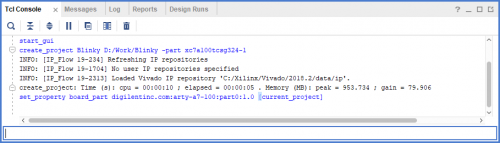 Tcl Console
Messages
Log
Reports
Design Runs
start_gui
create_project Blinky D:/Work/Blinky -part xc7a100tcsg324-1
INFO: [IP_Flow 19-234] Refreshing IP repositories
INFO: [IP_Flow 19-1704] No user IP repositories specified
INFO: [IP_Flow 19-2313] Loaded Vivado IP repository 'C:/Xilinx/Vivado/2018.2/data/ip'.
create_project: Time (s): cpu = 00:00:10 ; elapsed = 00:00:05 . Memory (MB): peak = 953.734 ; gain = 79.906
set_property board_part digilentinc.com:arty-a7-100:part0:1.0 [current_project]